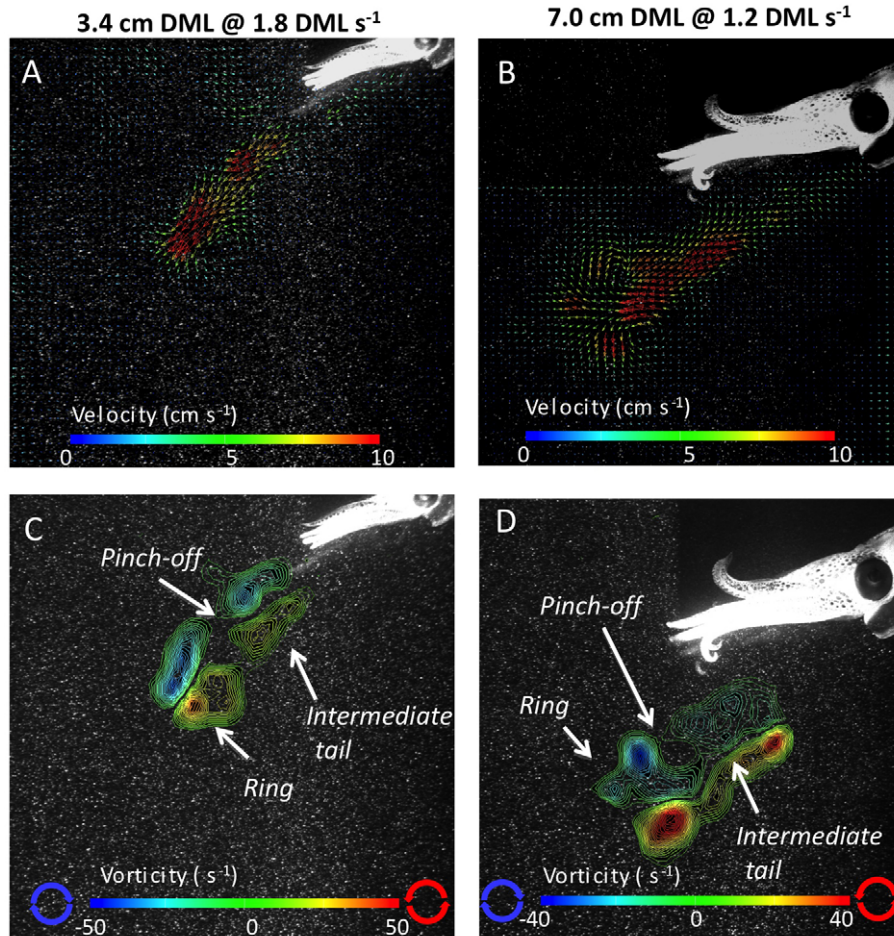 3.4 cm DML @ 1.8 DML s⁻¹
7.0 cm DML @ 1.2 DML s⁻¹
A
B
Velocity (cm s⁻¹)
0 5 10
Velocity (cm s⁻¹)
0 5 10
C
Pinch-off
Intermediate
tail
Ring
Vorticity ( s⁻¹)
-50 0 50
D
Pinch-off
Ring
Intermediate
tail
Vorticity ( s⁻¹)
-40 0 40